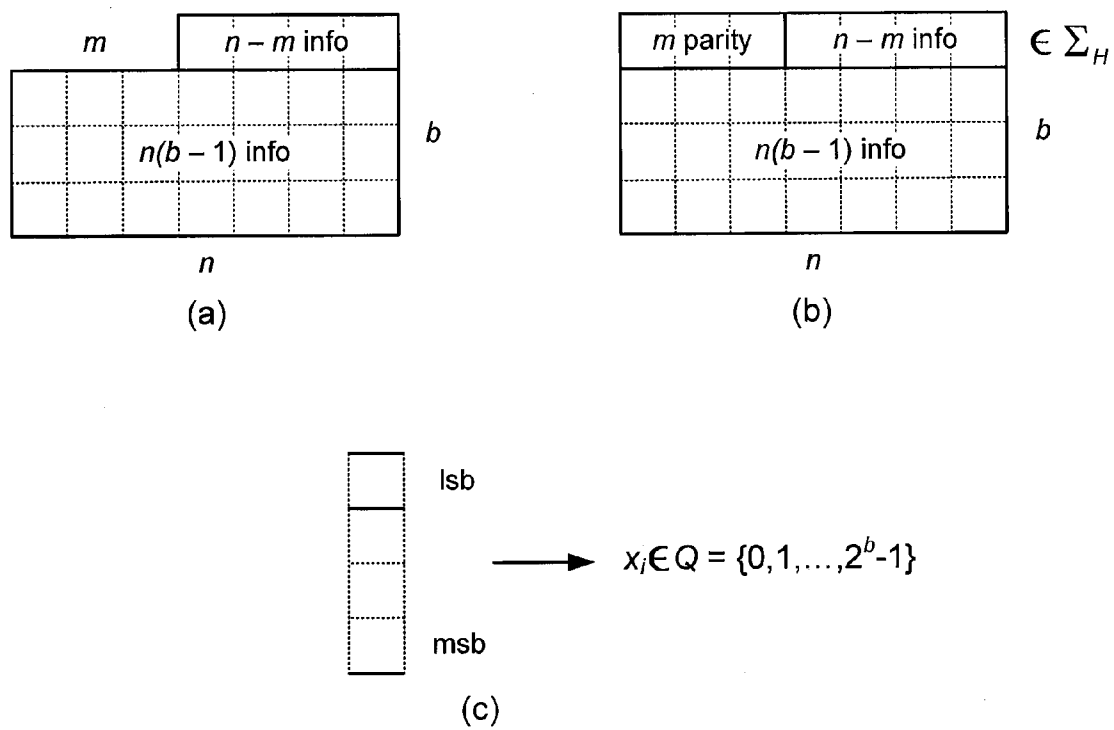 m
n – m info
n(b – 1) info
b
n
(a)
m parity
n – m info
∈ Σ_H
n(b – 1) info
b
n
(b)
lsb
msb
x_i ∈ Q = {0,1,...,2^b-1}
(c)